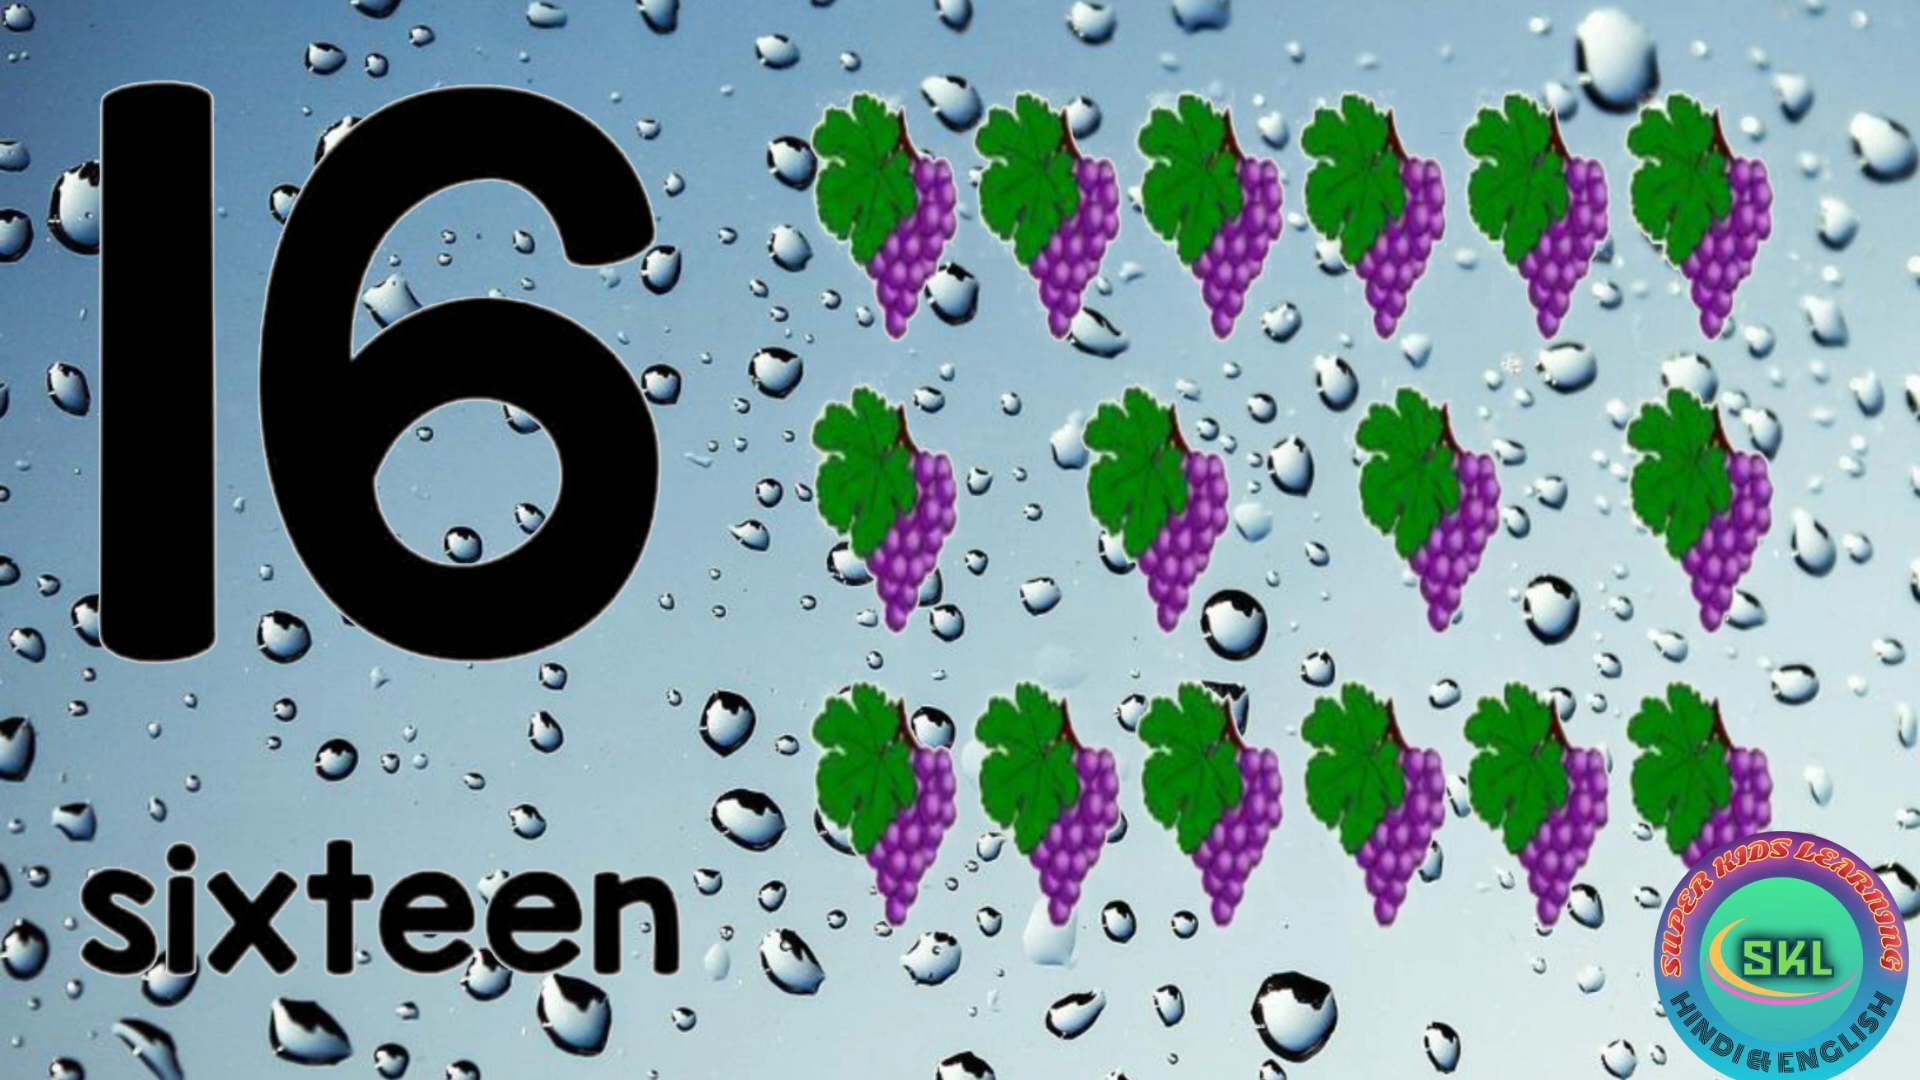 16
sixteen
SUPER KIDS LEARNING
SKL
HINDI & ENGLISH